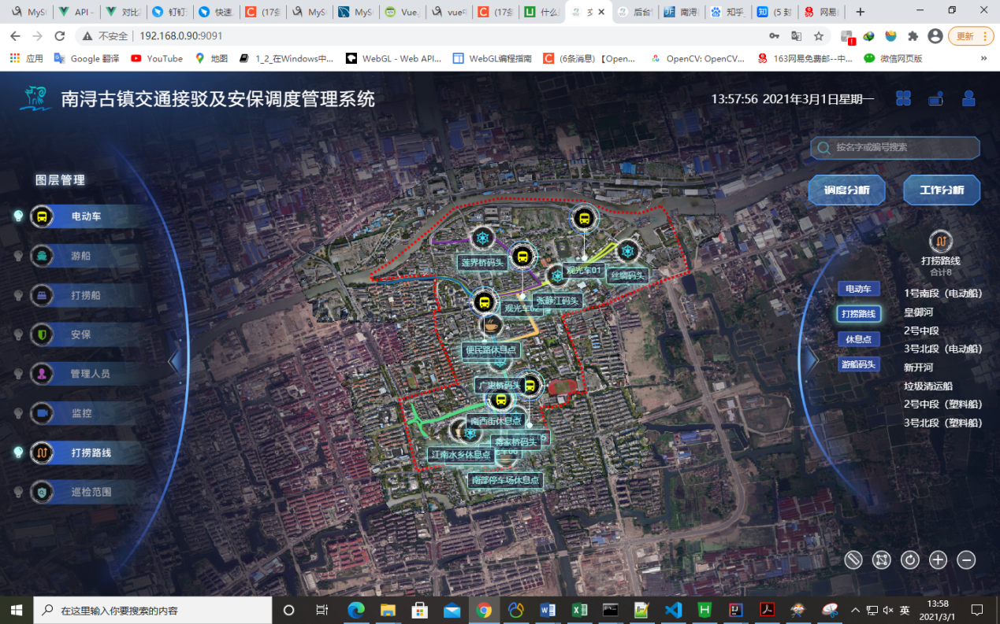 API -
对比
钉钉
快速
(17条
Vue.
(17条
什么
后台
南浔
知乎
(5 封
网易
不安全 192.168.0.90:9091
更新
应用
Google 翻译
YouTube
地图
1_2_在Windows中...
WebGL - Web API...
WebGL编程指南
(6条消息) 【Open...
OpenCV: OpenCV...
163网易免费邮--中...
微信网页版
南浔古镇交通接驳及安保调度管理系统
13:57:56 2021年3月1日星期一
按名字或编号搜索
调度分析
工作分析
图层管理
电动车
游船
打捞船
安保
管理人员
监控
打捞路线
巡检范围
莲界桥码头
观光车01
丝绸码头
张静江码头
观光车02
便民路休息点
广惠桥码头
南西街休息点
蒋家桥码头
江南水乡休息点
南部停车场休息点
打捞路线
合计8
电动车
打捞路线
休息点
游船码头
1号南段（电动船）
皇御河
2号中段
3号北段（电动船）
新开河
垃圾清运船
2号中段（塑料船）
3号北段（塑料船）
在这里输入你要搜索的内容
英
13:58
2021/3/1